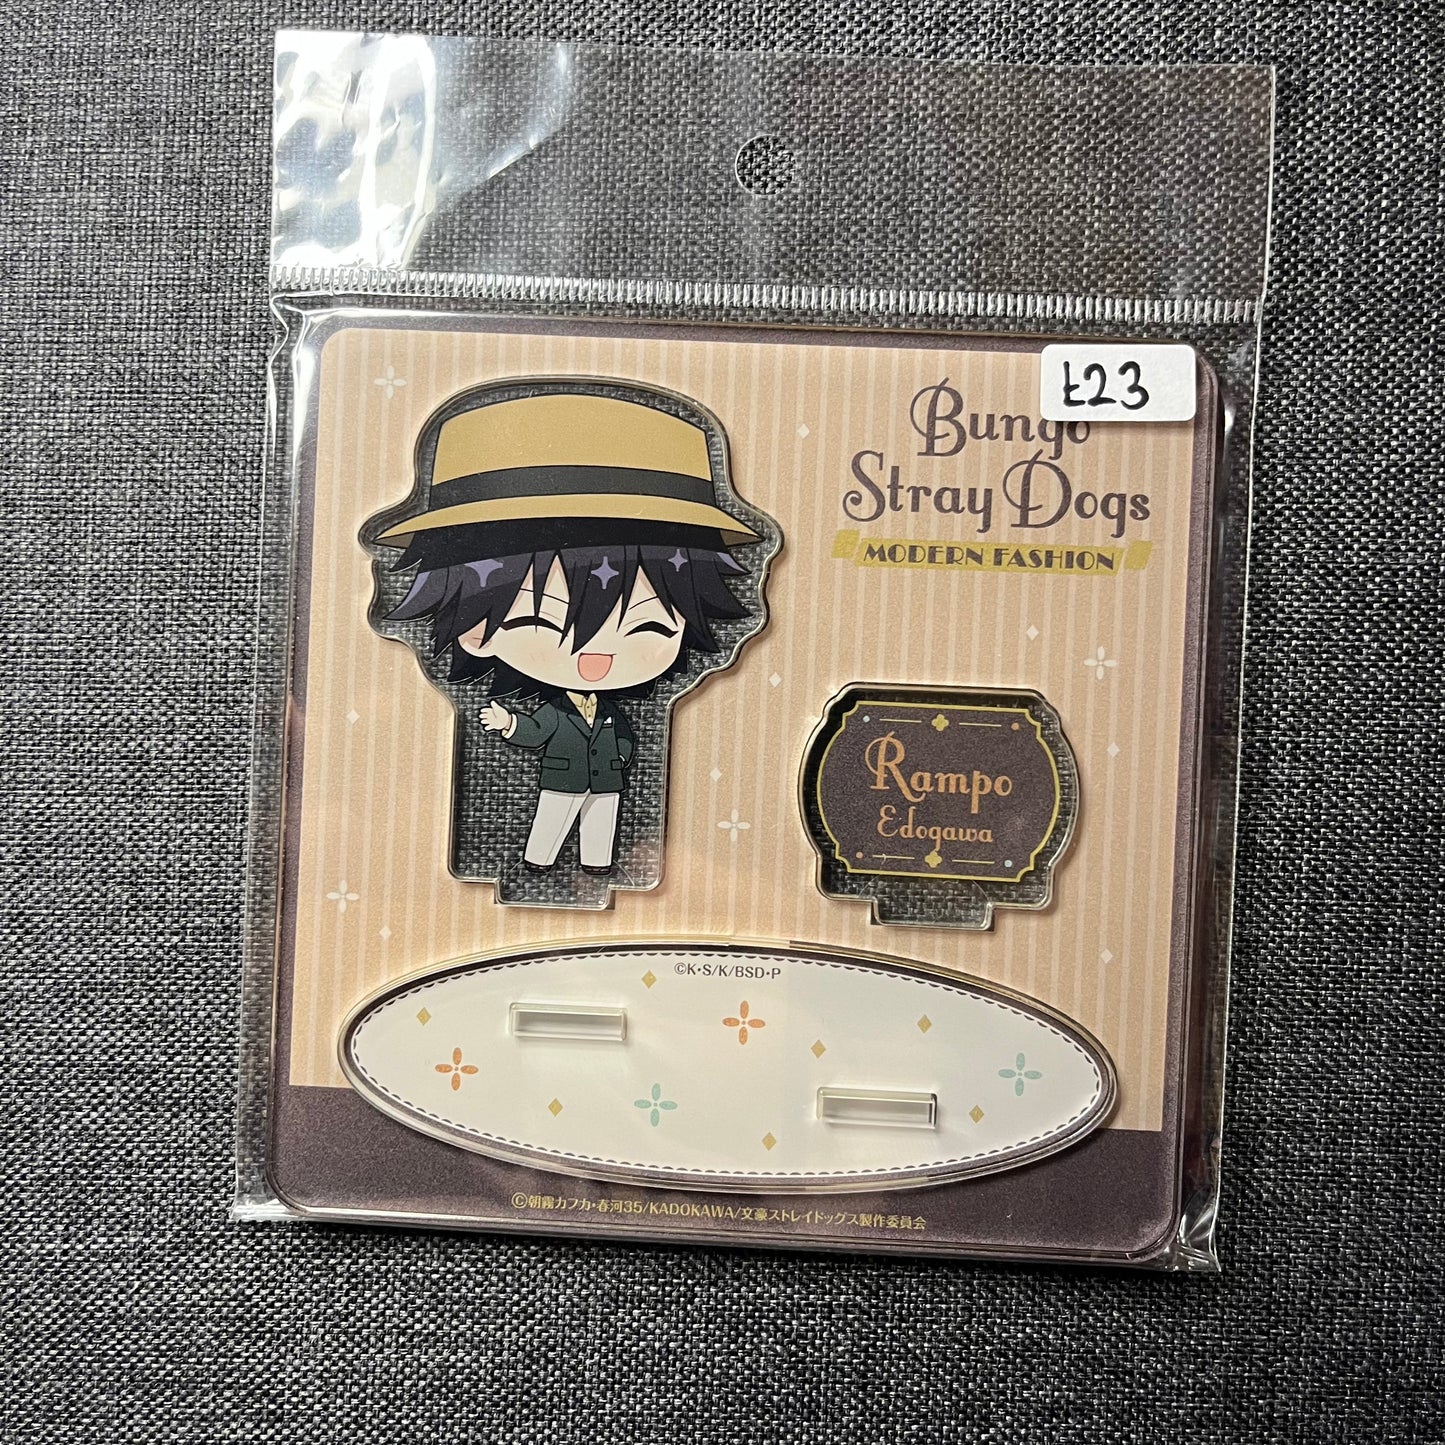 £23
Bungo
Stray Dogs
MODERN FASHION
Rampo
Edogawa
©K・S/K/BSD・P
©朝霧カフカ・春河35/KADOKAWA/文豪ストレイドッグス製作委員会